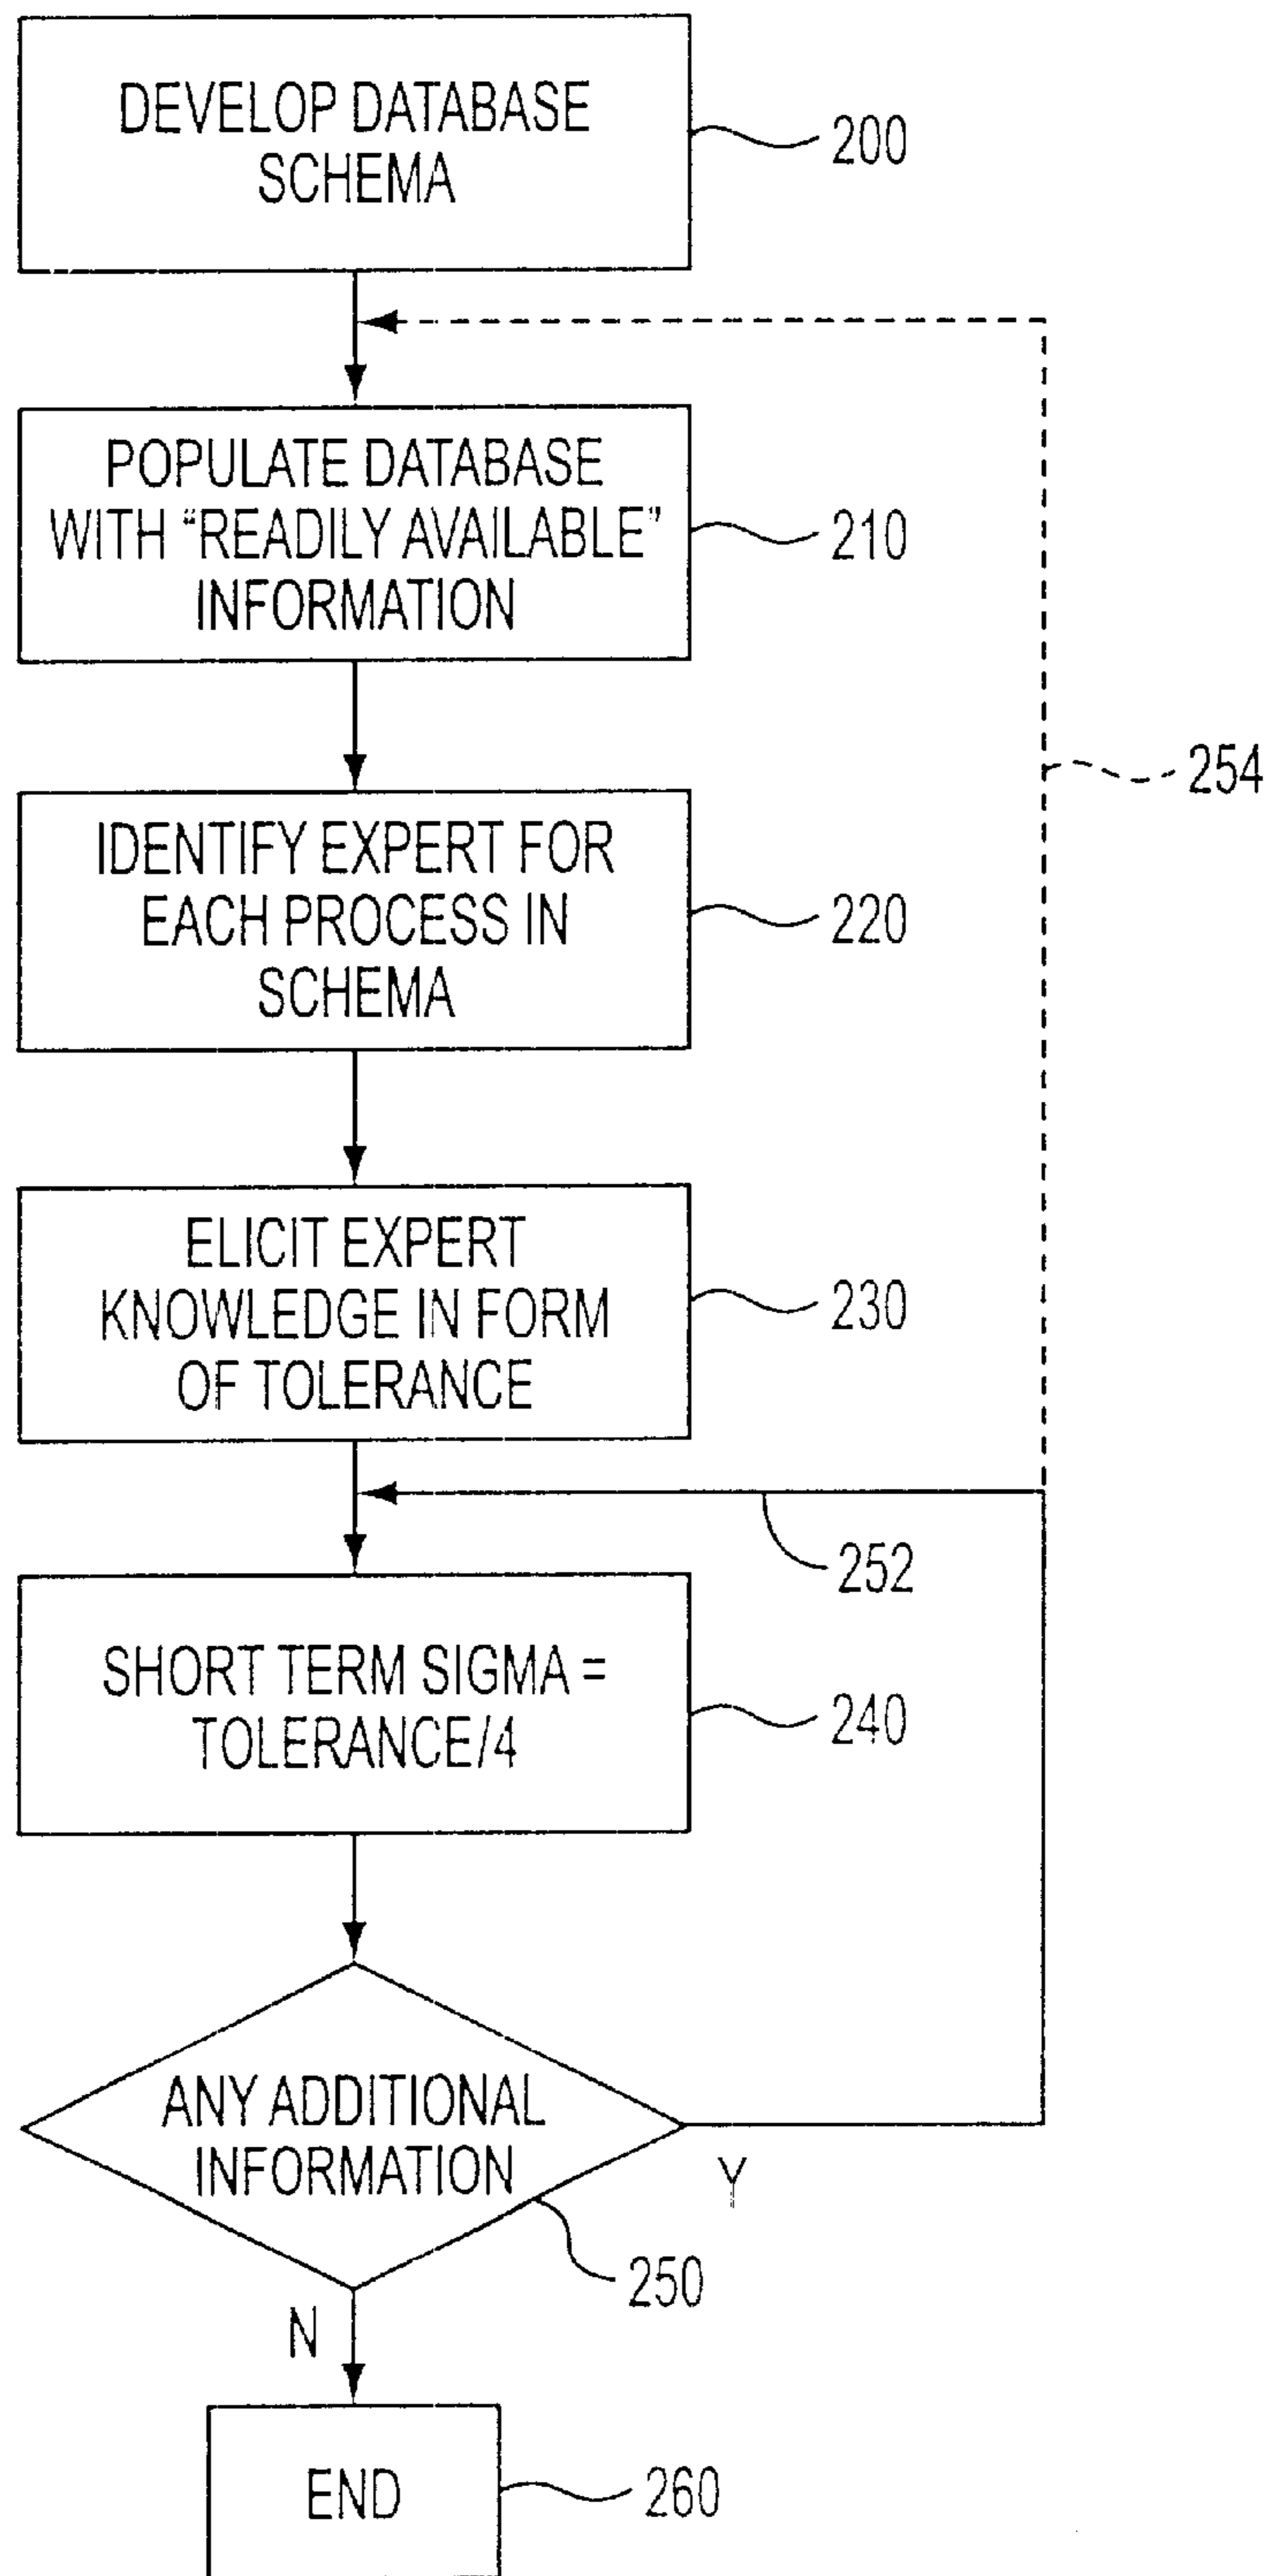 DEVELOP DATABASE
SCHEMA
200
POPULATE DATABASE
WITH “READILY AVAILABLE”
INFORMATION
210
254
IDENTIFY EXPERT FOR
EACH PROCESS IN
SCHEMA
220
ELICIT EXPERT
KNOWLEDGE IN FORM
OF TOLERANCE
230
252
SHORT TERM SIGMA =
TOLERANCE/4
240
ANY ADDITIONAL
INFORMATION
Y
250
N
END
260